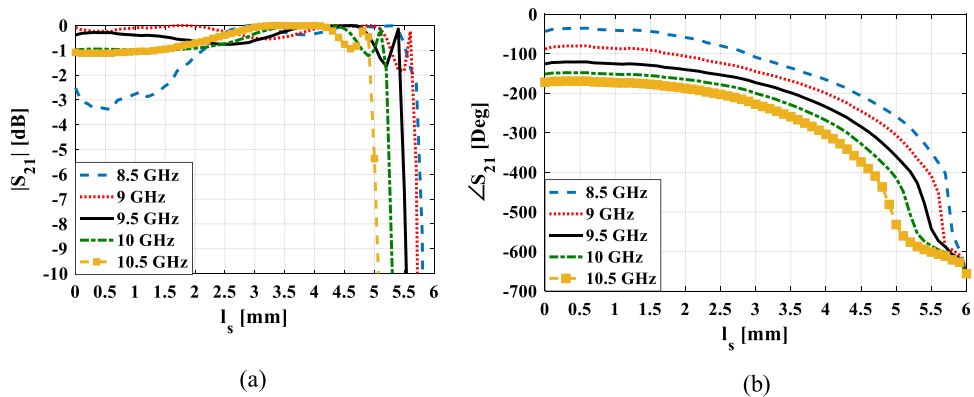 0
-1
-2
-3
-4
-5
-6
-7
-8
-9
-10
|S21| [dB]
8.5 GHz
9 GHz
9.5 GHz
10 GHz
10.5 GHz
0 0.5 1 1.5 2 2.5 3 3.5 4 4.5 5 5.5 6
ls [mm]
(a)
0
-100
-200
-300
-400
-500
-600
-700
∠S21 [Deg]
8.5 GHz
9 GHz
9.5 GHz
10 GHz
10.5 GHz
0 0.5 1 1.5 2 2.5 3 3.5 4 4.5 5 5.5 6
ls [mm]
(b)